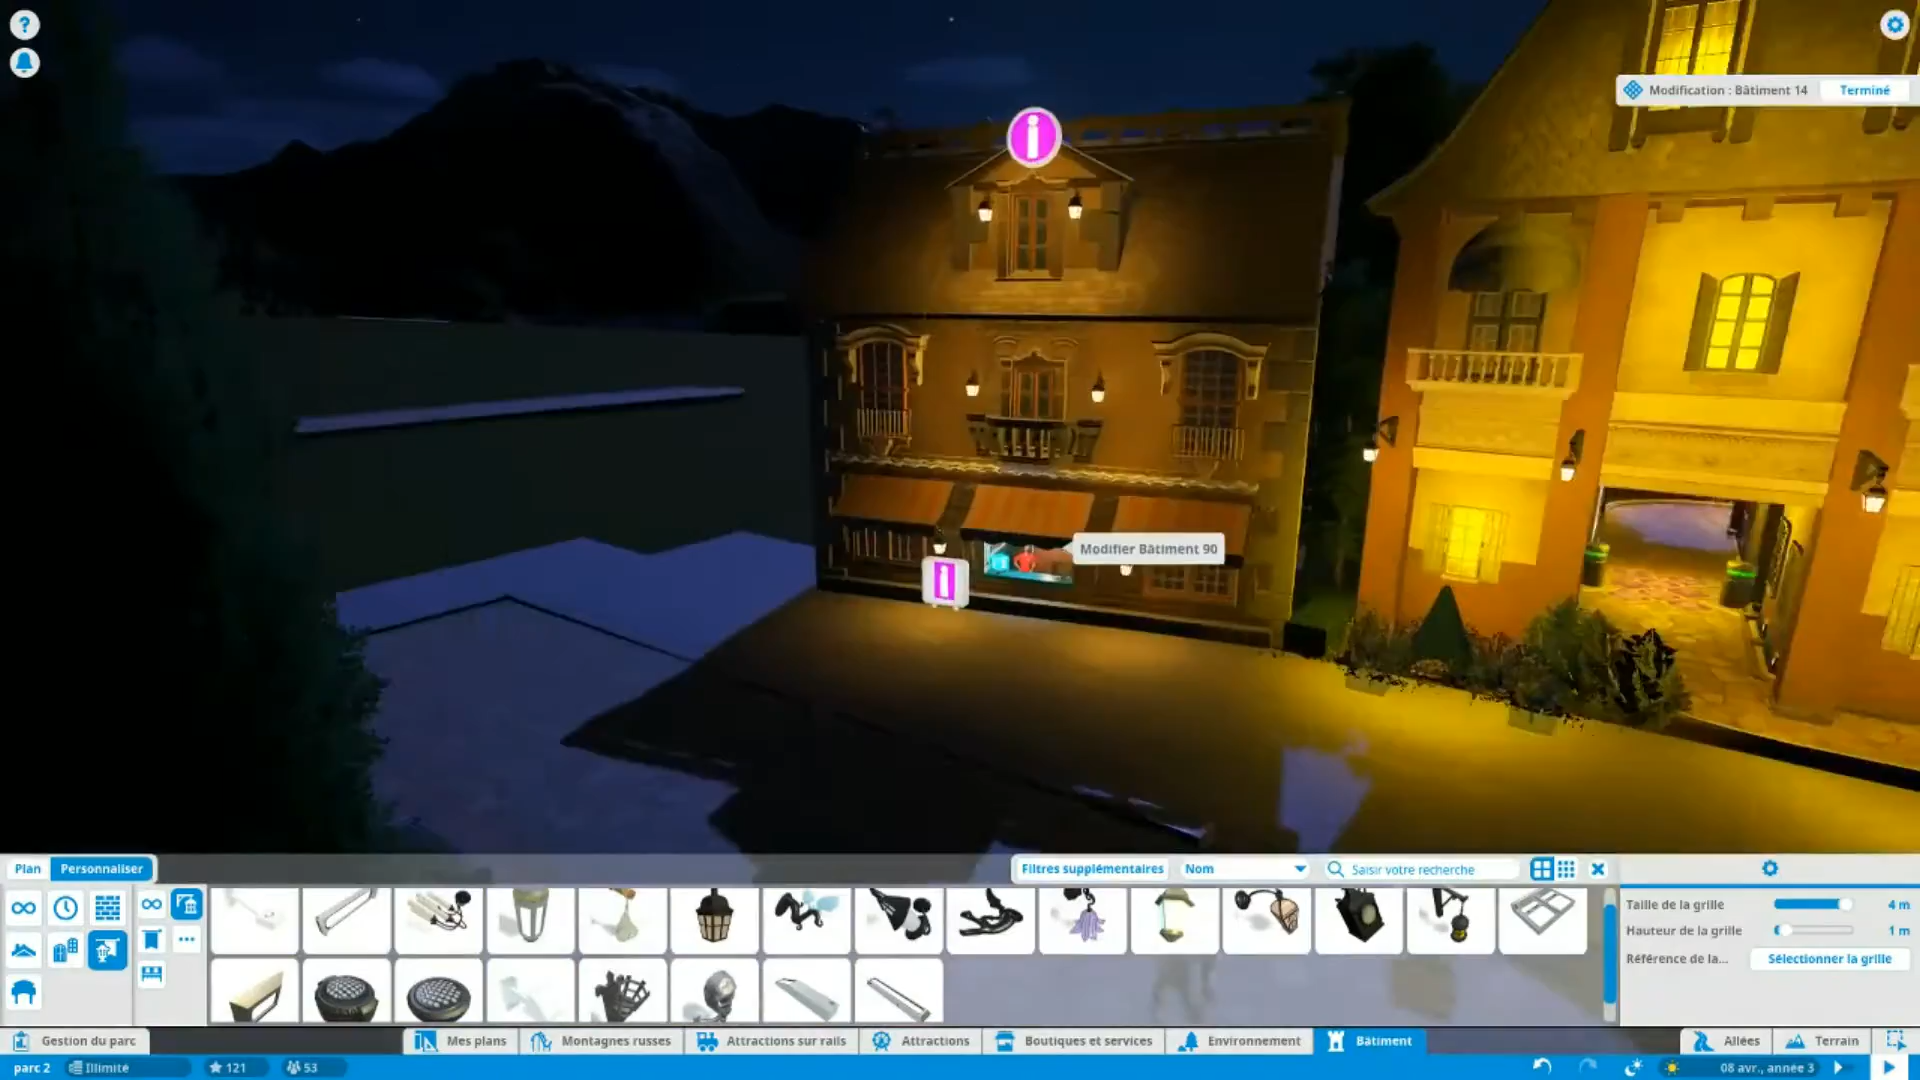 ?
Modification : Bâtiment 14
Terminé
i
Modifier Bâtiment 90
i
Plan
Personnaliser
Filtres supplémentaires
Nom
Saisir votre recherche
Taille de la grille
4 m
Hauteur de la grille
1 m
Référence de la...
Sélectionner la grille
Gestion du parc
Mes plans
Montagnes russes
Attractions sur rails
Attractions
Boutiques et services
Environnement
Bâtiment
Allées
Terrain
parc 2
Illimité
121
53
08 avr., année 3